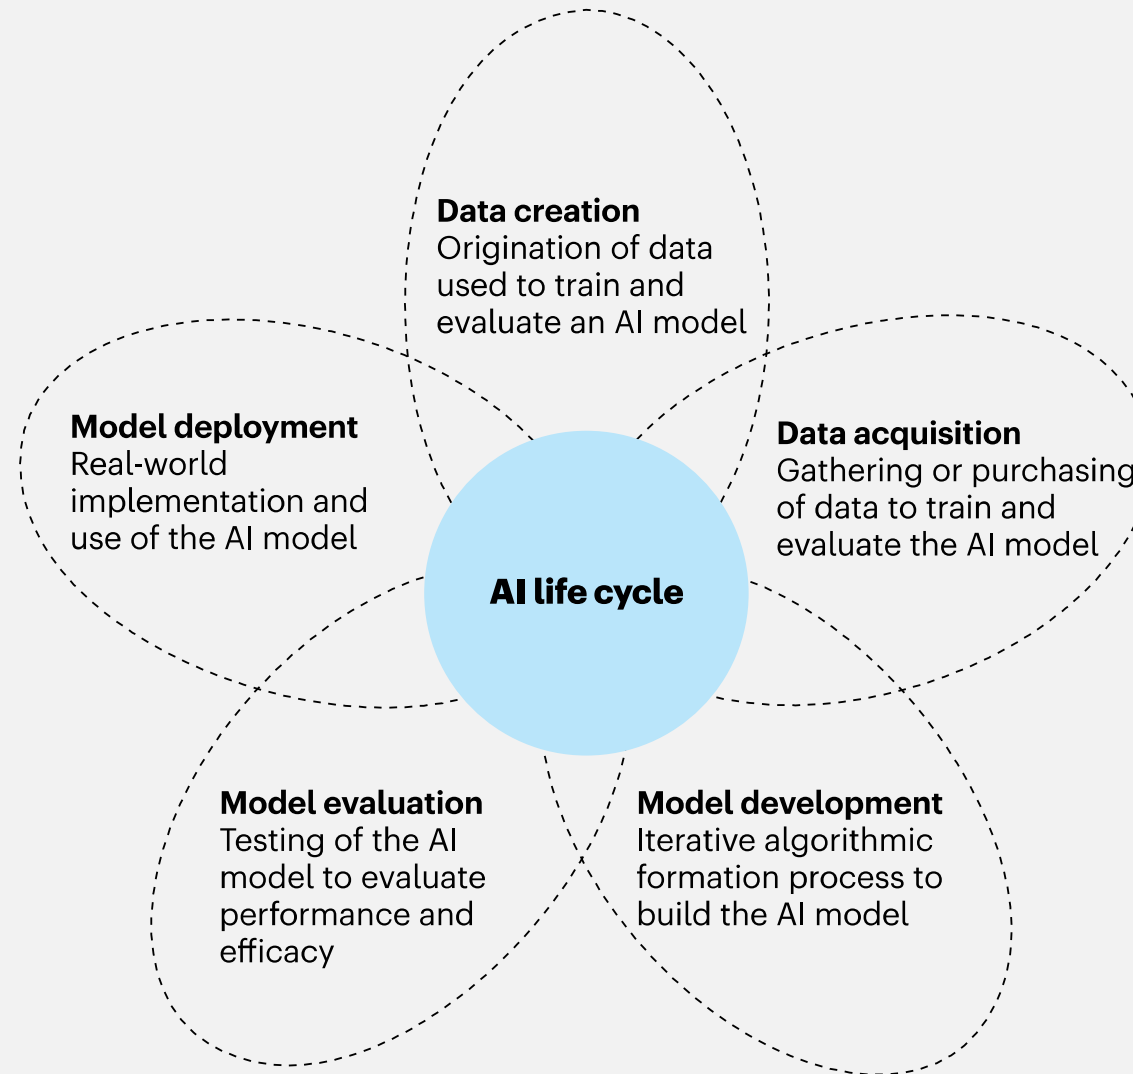 Data creation
Origination of data
used to train and
evaluate an AI model
Data acquisition
Gathering or purchasing
of data to train and
evaluate the AI model
Model development
Iterative algorithmic
formation process to
build the AI model
Model evaluation
Testing of the AI
model to evaluate
performance and
efficacy
Model deployment
Real-world
implementation and
use of the AI model
AI life cycle